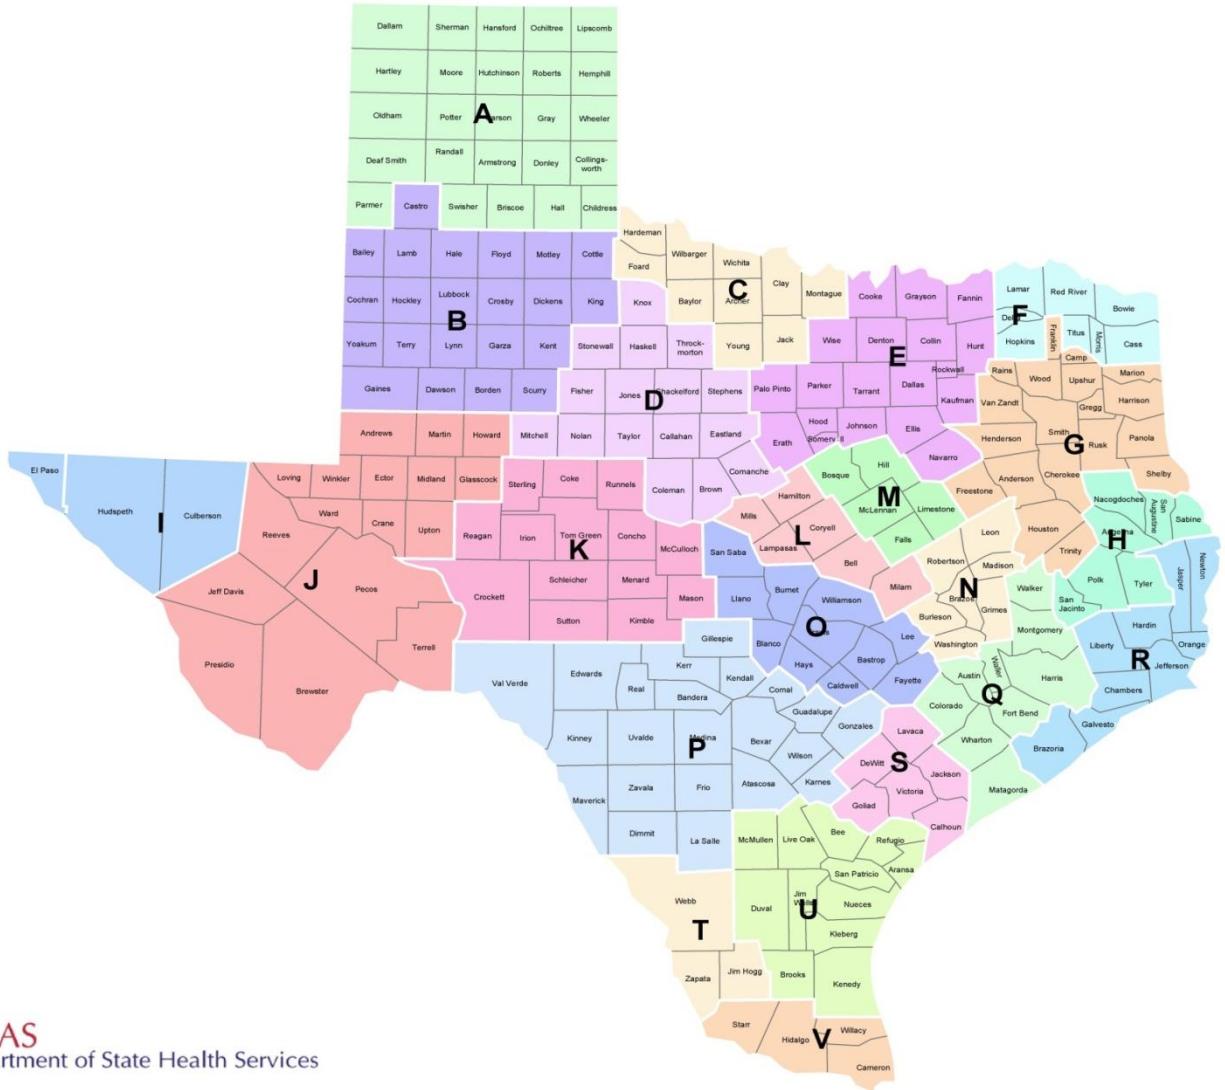 Dallam Sherman Hansford Ochiltree Lipscomb
Hartley Moore Hutchinson Roberts Hemphill
Oldham Potter A arson Gray Wheeler
Deaf Smith Randall Armstrong Donley Collings-
worth
Parmer Castro Swisher Briscoe Hall Childress
Hardeman
Bailey Lamb Hale Floyd Motley Cottle Foard Wilbarger Wichita
Clay Montague Cooke Grayson Fannin Lamar Red River Bowie
Cochran Hockley Lubbock Crosby Dickens King Knox Baylor C Archer
B F
Yoakum Terry Lynn Garza Kent Stonewall Haskell Throck-
morton Young Jack Wise Denton Collin Hunt Hopkins Franklin Titus Morris Cass
E Rockwall Camp
Gaines Dawson Borden Scurry Fisher Jones D Shackelford Stephens Palo Pinto Parker Tarrant Dallas Kaufman Rains Wood Upshur Marion
Van Zandt Gregg Harrison
Andrews Martin Howard Mitchell Nolan Taylor Callahan Eastland Erath Hood Johnson Ellis Henderson Smith Rusk Panola
G
El Paso Loving Winkler Ector Midland Glasscock Sterling Coke Runnels Coleman Brown Comanche Bosque Hill Navarro Anderson Cherokee Shelby
Hudspeth Culberson Ward Crane Upton Hamilton M McLennan Limestone Freestone Nacogdoches San
Augustine Sabine
I
Reeves Reagan Irion Tom Green Concho McCulloch Mills L Coryell Falls Leon Houston Trinity H
K Lampasas
Jeff Davis J Pecos Crockett Schleicher Menard San Saba Bell Milam Robertson Madison Polk Tyler Jasper Newton
Sutton Kimble Mason Llano Burnet Williamson N Brazos Grimes Walker San
Jacinto
Presidio Brewster Terrell Gillespie Blanco O Lee Burleson Washington Montgomery Liberty Hardin Orange
Val Verde Edwards Real Kerr Kendall Hays Bastrop Fayette Austin Waller Harris R Jefferson
Bandera Comal Caldwell Colorado Q Fort Bend Chambers
Kinney Uvalde Medina Bexar Guadalupe Gonzales Lavaca Wharton Brazoria Galvesto
P Wilson S
Maverick Zavala Frio Atascosa Karnes DeWitt Jackson Matagorda
Victoria
Goliad
Dimmit La Salle McMullen Live Oak Bee Refugio Calhoun
San Patricio Aransa
Webb Duval Jim U Nueces
T Kleberg
Zapata Jim Hogg Brooks Kenedy
Starr Hidalgo V Willacy
Cameron
AS
rtment of State Health Services